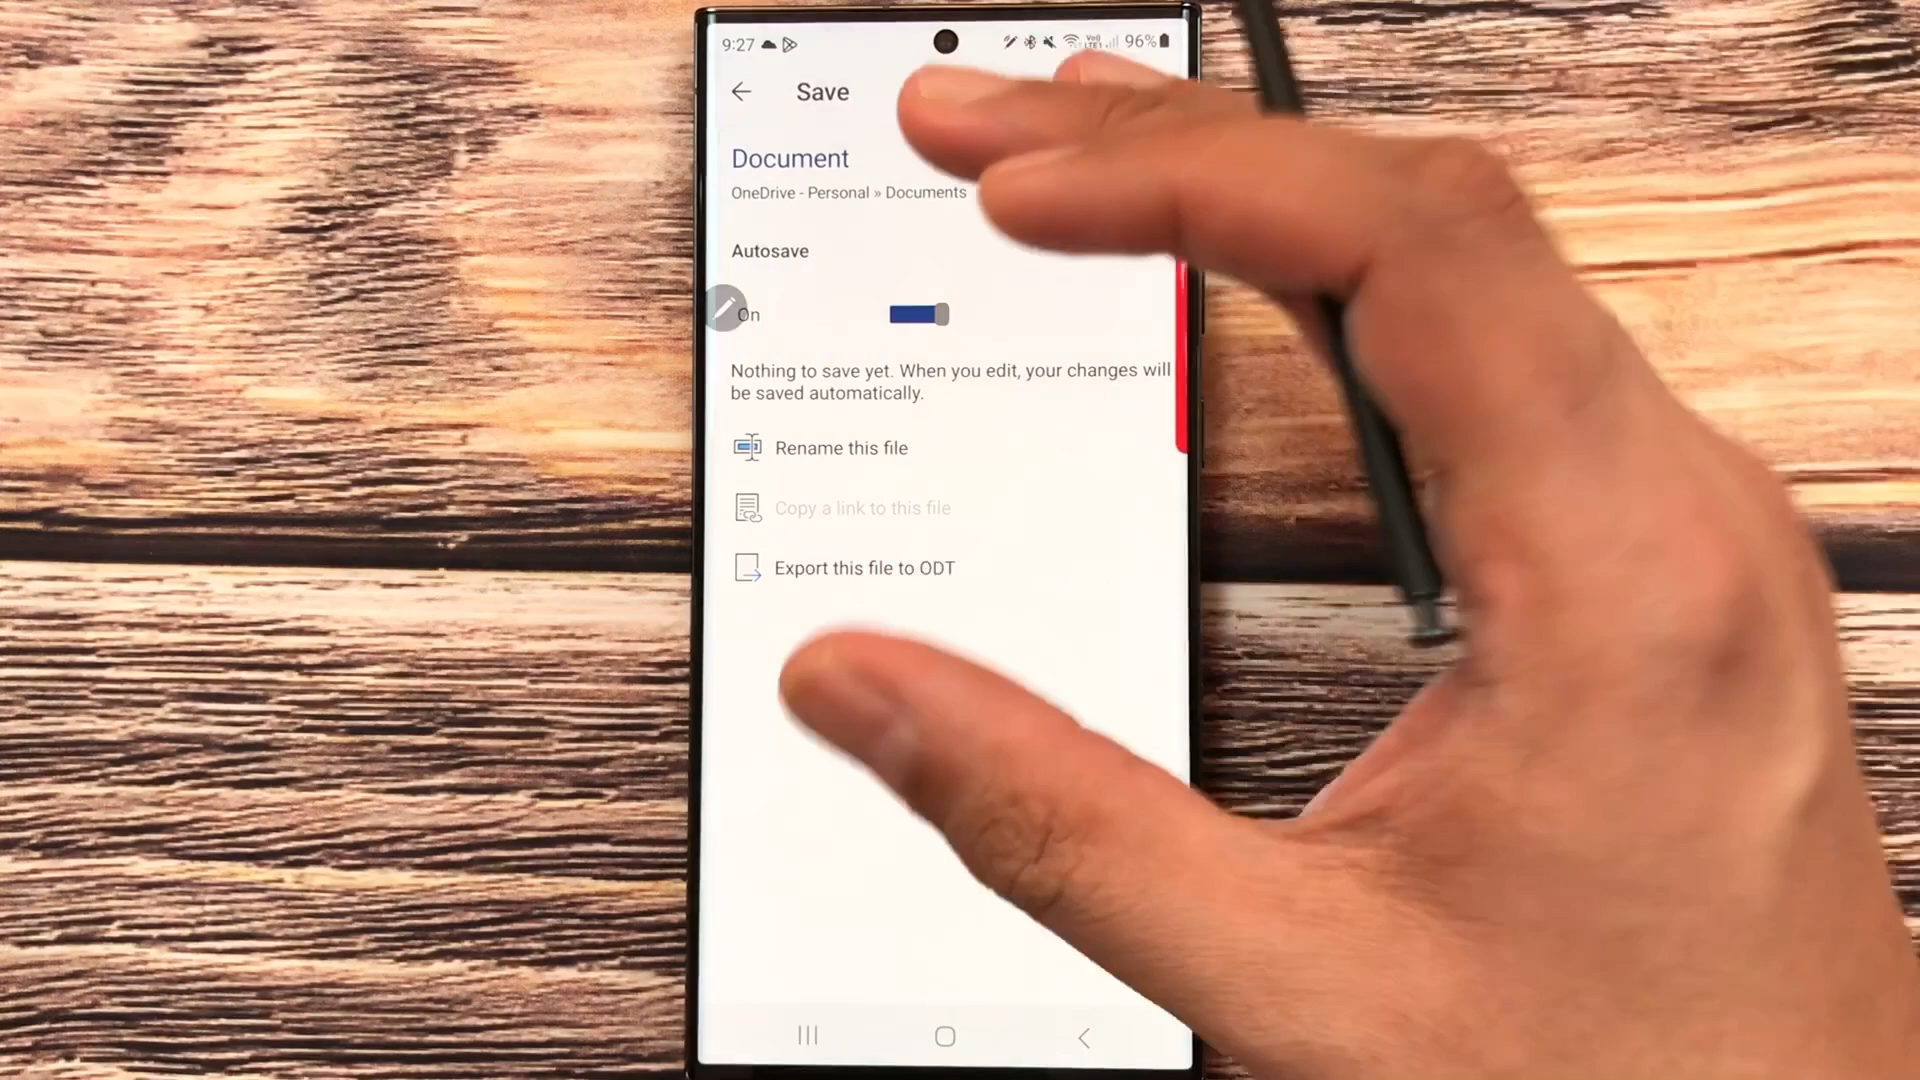 9:27 96%
Save
Document
OneDrive - Personal » Documents
Autosave
On
Nothing to save yet. When you edit, your changes will
be saved automatically.
Rename this file
Copy a link to this file
Export this file to ODT